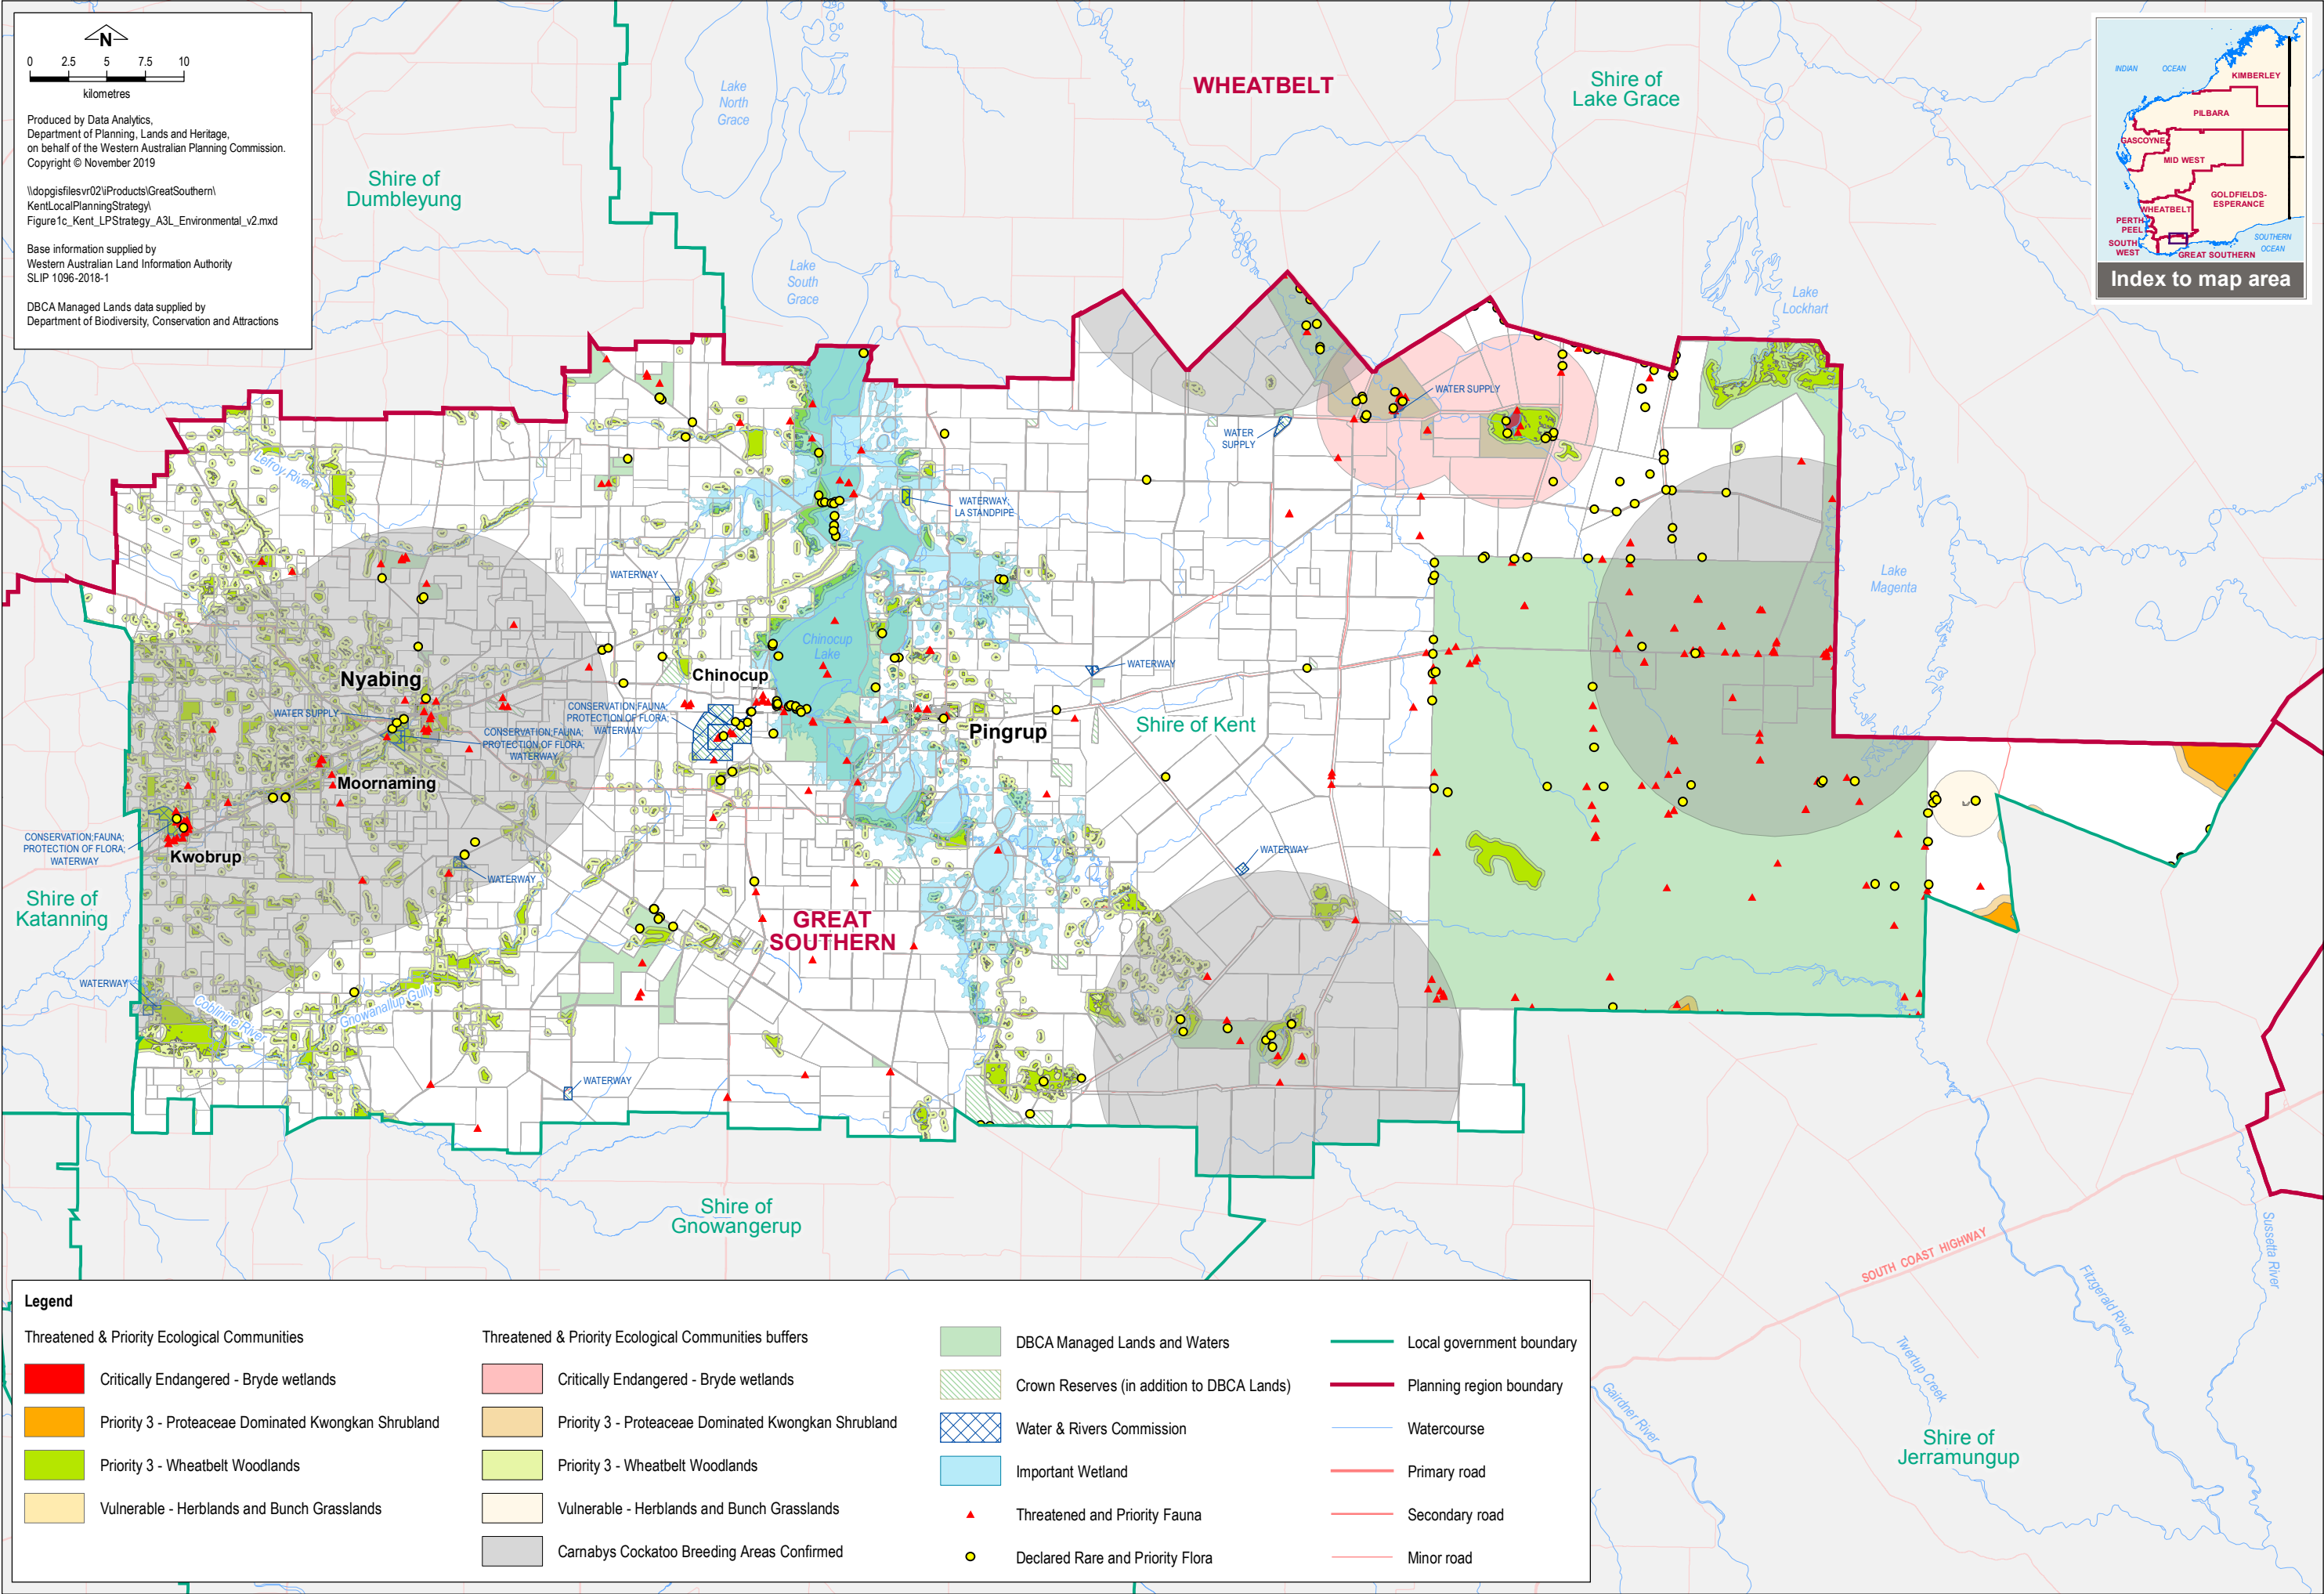 N
0 2.5 5 7.5 10
kilometres
Produced by Data Analytics,
Department of Planning, Lands and Heritage,
on behalf of the Western Australian Planning Commission.
Copyright © November 2019
\\dopgisfilesvr02\iProducts\GreatSouthern\
KentLocalPlanningStrategy\
Figure1c_Kent_LPStrategy_A3L_Environmental_v2.mxd
Base information supplied by
Western Australian Land Information Authority
SLIP 1096-2018-1
DBCA Managed Lands data supplied by
Department of Biodiversity, Conservation and Attractions
Shire of
Dumbleyung
Lake
North
Grace
Lake
South
Grace
WHEATBELT
Shire of
Lake Grace
Lake
Lockhart
INDIAN OCEAN
KIMBERLEY
PILBARA
GASCOYNE
MID WEST
GOLDFIELDS-
ESPERANCE
WHEATBELT
PERTH
PEEL
SOUTH
WEST
GREAT SOUTHERN
SOUTHERN
OCEAN
Index to map area
WATER SUPPLY
WATER
SUPPLY
Lefroy River
WATERWAY;
LA STANDPIPE
WATERWAY
Lake
Magenta
Chinocup
Lake
Chinocup
Nyabing
WATERWAY
WATER SUPPLY
CONSERVATION;FAUNA;
PROTECTION OF FLORA;
WATERWAY
CONSERVATION;FAUNA;
PROTECTION OF FLORA;
WATERWAY
Pingrup
Shire of Kent
Moornaming
CONSERVATION;FAUNA;
PROTECTION OF FLORA;
WATERWAY
Kwobrup
WATERWAY
WATERWAY
Shire of
Katanning
GREAT
SOUTHERN
WATERWAY
Coblinine River
Gnowanallup Gully
WATERWAY
Shire of
Gnowangerup
SOUTH COAST HIGHWAY
Sussetta River
Fitzgerald River
Twertup Creek
Gairdner River
Shire of
Jerramungup
Legend
Threatened & Priority Ecological Communities
Critically Endangered - Bryde wetlands
Priority 3 - Proteaceae Dominated Kwongkan Shrubland
Priority 3 - Wheatbelt Woodlands
Vulnerable - Herblands and Bunch Grasslands
Threatened & Priority Ecological Communities buffers
Critically Endangered - Bryde wetlands
Priority 3 - Proteaceae Dominated Kwongkan Shrubland
Priority 3 - Wheatbelt Woodlands
Vulnerable - Herblands and Bunch Grasslands
Carnabys Cockatoo Breeding Areas Confirmed
DBCA Managed Lands and Waters
Crown Reserves (in addition to DBCA Lands)
Water & Rivers Commission
Important Wetland
Threatened and Priority Fauna
Declared Rare and Priority Flora
Local government boundary
Planning region boundary
Watercourse
Primary road
Secondary road
Minor road